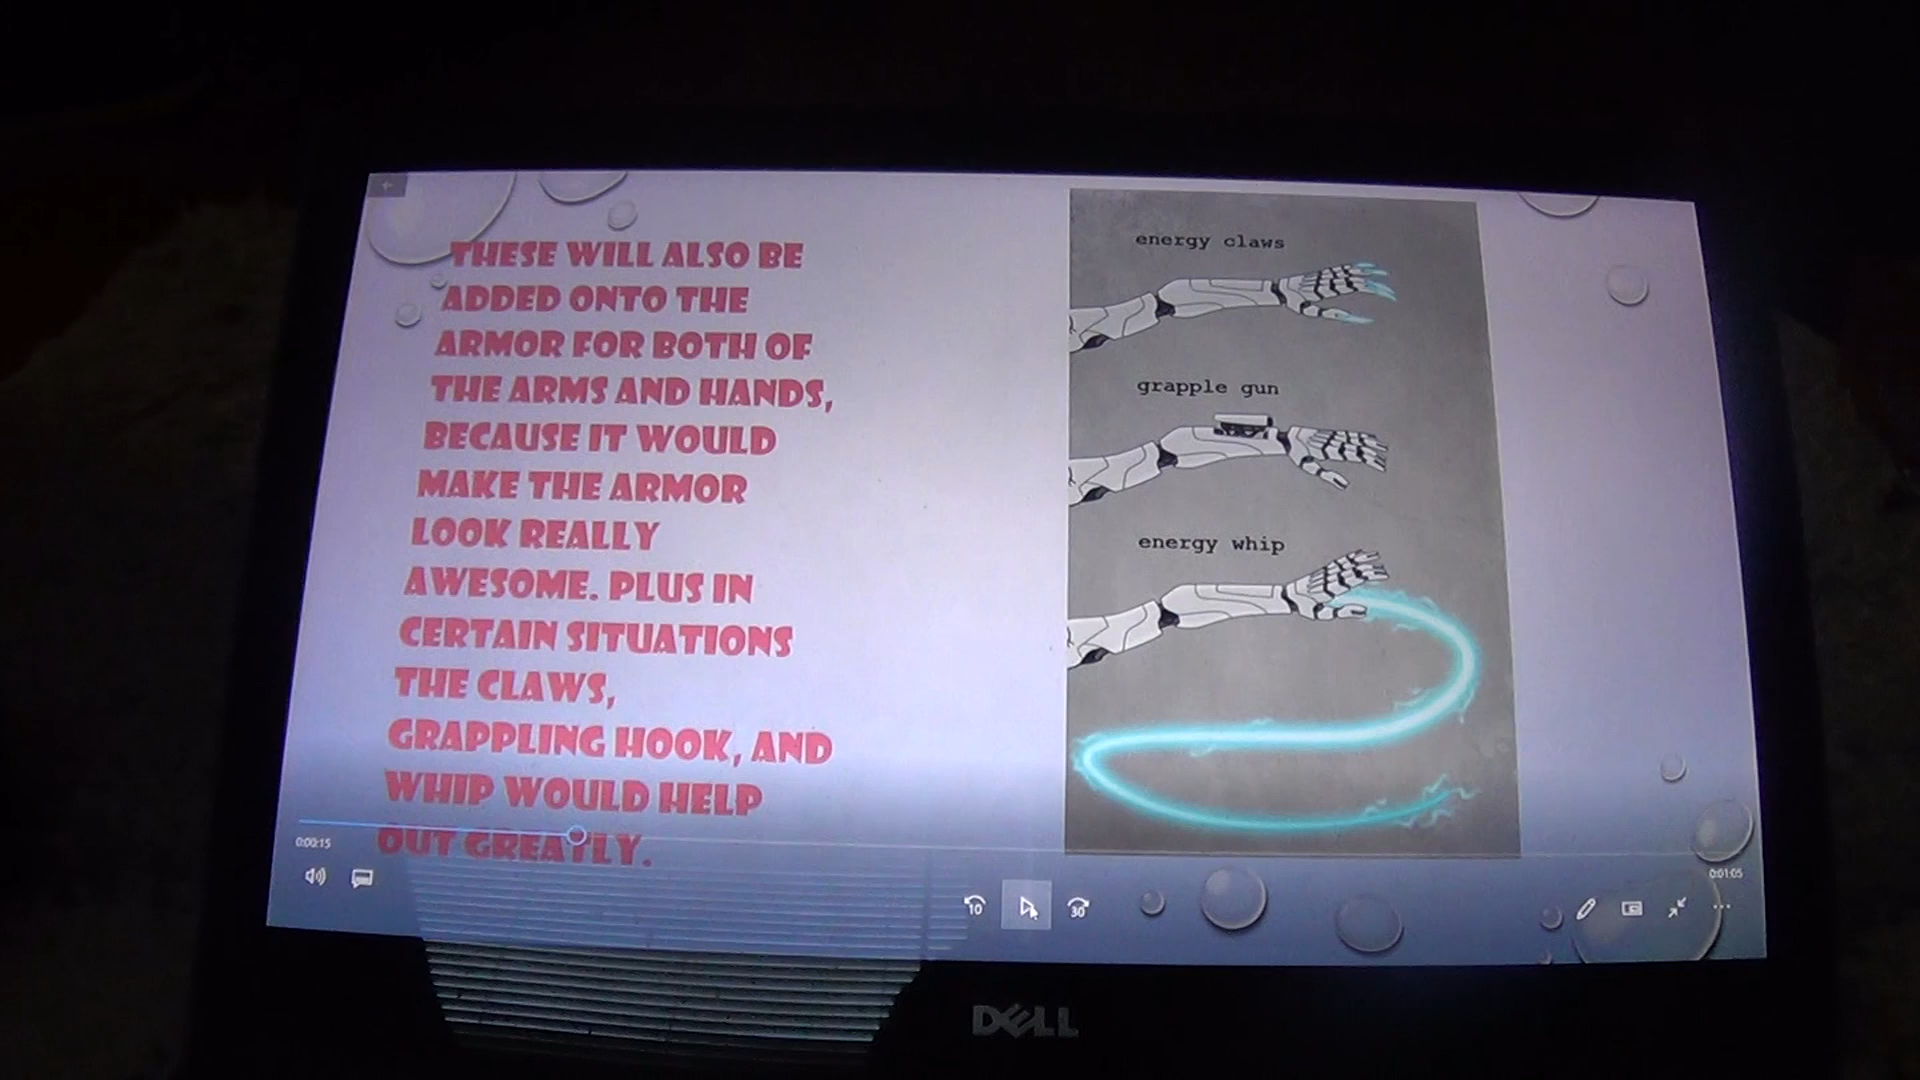 THESE WILL ALSO BE
ADDED ONTO THE
ARMOR FOR BOTH OF
THE ARMS AND HANDS,
BECAUSE IT WOULD
MAKE THE ARMOR
LOOK REALLY
AWESOME. PLUS IN
CERTAIN SITUATIONS
THE CLAWS,
GRAPPLING HOOK, AND
WHIP WOULD HELP
OUT GREATLY.
energy claws
grapple gun
energy whip
0:00:15
0:01:05
10
30
DELL